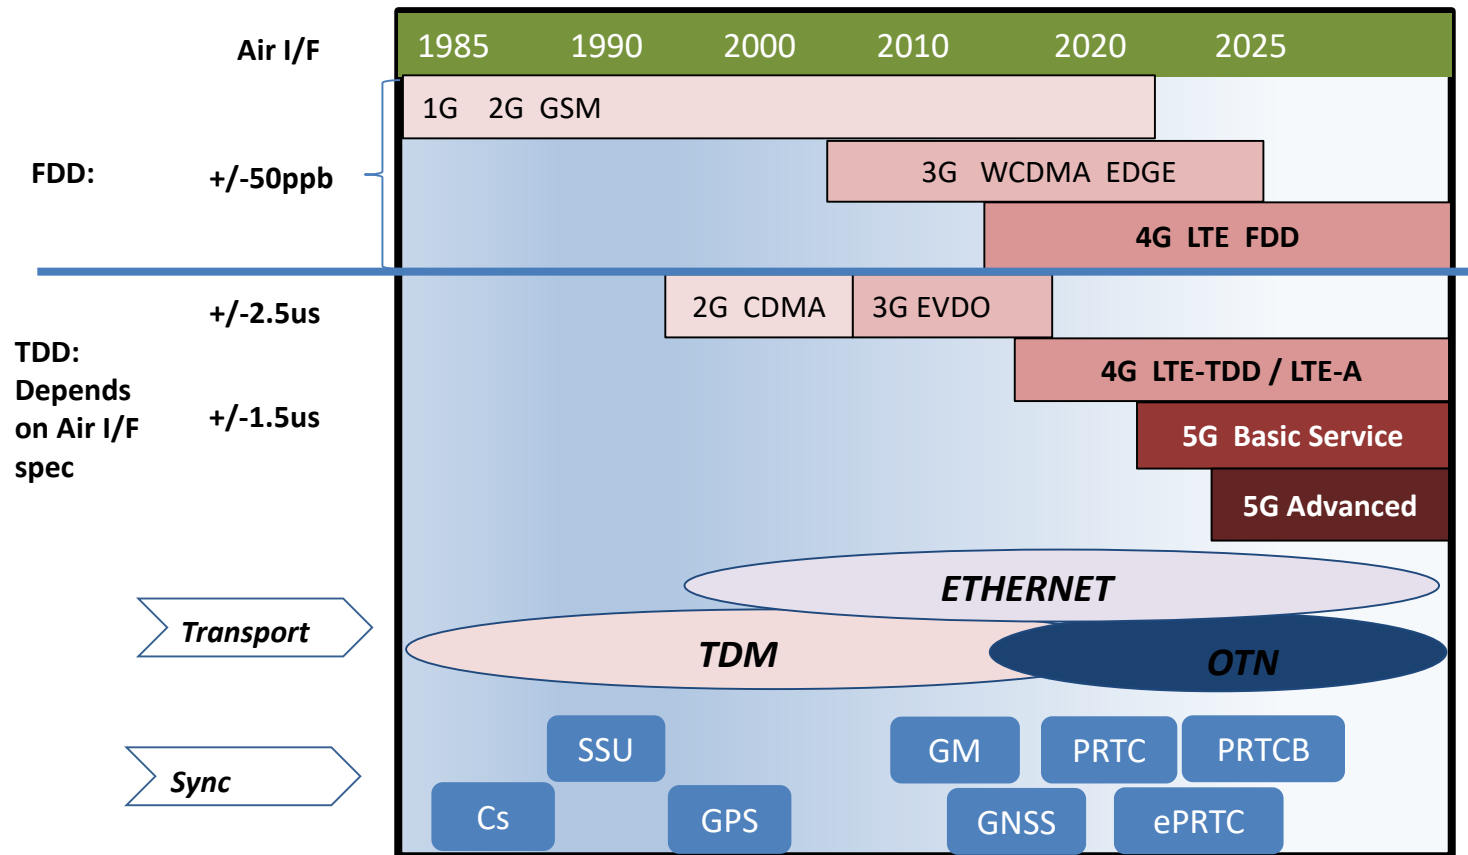 Air I/F
1985 1990 2000 2010 2020 2025
1G 2G GSM
FDD:
+/-50ppb
3G WCDMA EDGE
4G LTE FDD
+/-2.5us
2G CDMA
3G EVDO
TDD:
Depends
on Air I/F
spec
+/-1.5us
4G LTE-TDD / LTE-A
5G Basic Service
5G Advanced
ETHERNET
Transport
TDM
OTN
Sync
SSU
GM
PRTC
PRTCB
Cs
GPS
GNSS
ePRTC